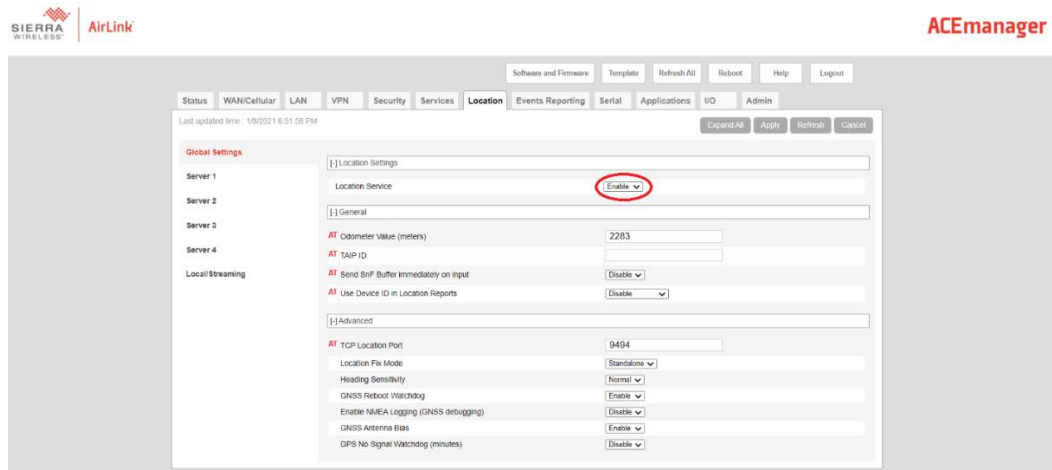 SIERRA
WIRELESS
AirLink
ACEmanager
Software and Firmware Template Refresh All Reboot Help Logout
Status WAN/Cellular LAN VPN Security Services Location Events Reporting Serial Applications I/O Admin
Last updated time : 1/8/2021 6:51:58 PM
Expand All Apply Refresh Cancel
Global Settings
Server 1
Server 2
Server 3
Server 4
Local/Streaming
[-] Location Settings
Location Service Enable
[-] General
AT Odometer Value (meters) 2283
AT TAIP ID
AT Send SnF Buffer immediately on input Disable
AT Use Device ID in Location Reports Disable
[-] Advanced
AT TCP Location Port 9494
Location Fix Mode Standalone
Heading Sensitivity Normal
GNSS Reboot Watchdog Enable
Enable NMEA Logging (GNSS debugging) Disable
GNSS Antenna Bias Enable
GPS No Signal Watchdog (minutes) Disable